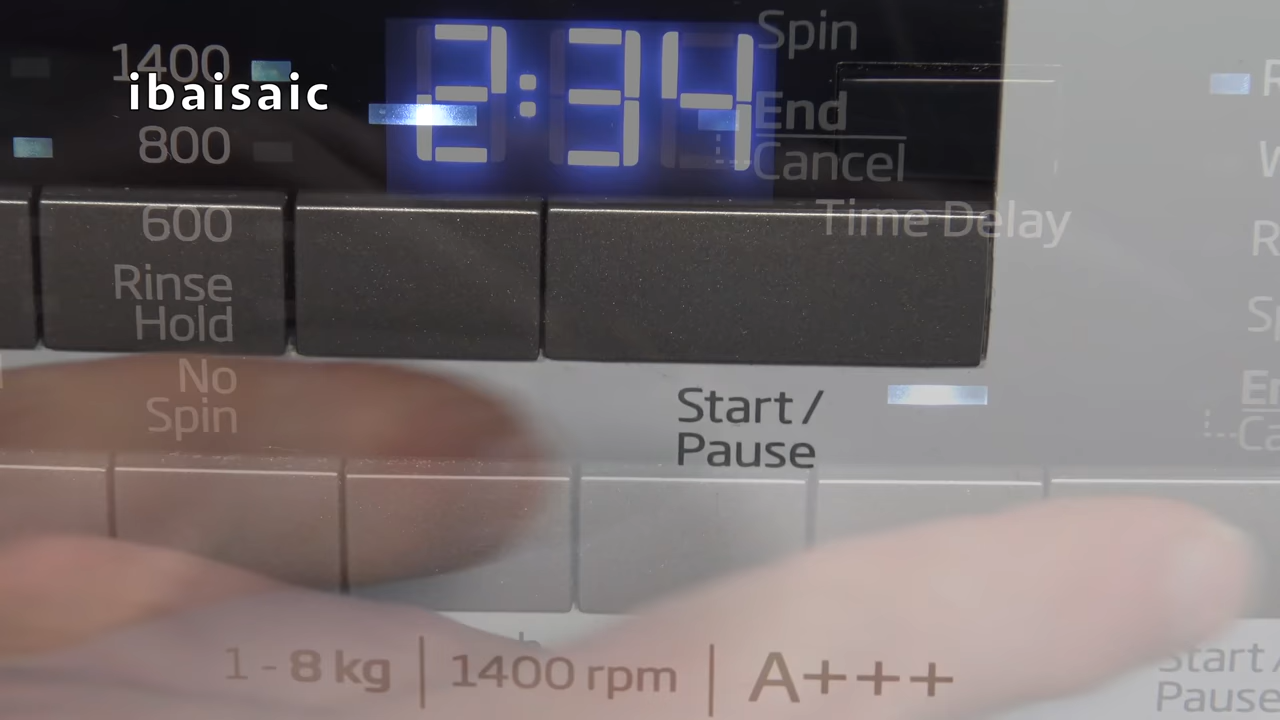 1400
ibaisaic
800
600
Rinse
Hold
No
Spin
2:34
Spin
End
Cancel
Time Delay
Start/
Pause
1 - 8 kg | 1400 rpm | A+++
Start/
Pause